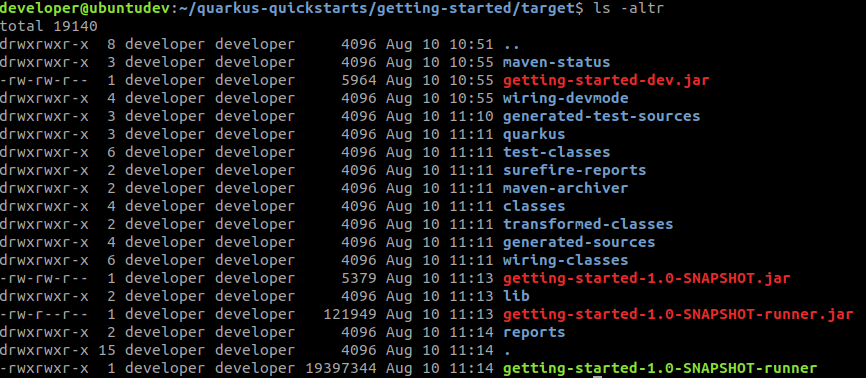 developer@ubuntudev:~/quarkus-quickstarts/getting-started/target$ ls -altr
total 19140
drwxrwxr-x  8 developer developer     4096 Aug 10 10:51 ..
drwxrwxr-x  3 developer developer     4096 Aug 10 10:55 maven-status
-rw-rw-r--  1 developer developer     5964 Aug 10 10:55 getting-started-dev.jar
drwxrwxr-x  4 developer developer     4096 Aug 10 10:55 wiring-devmode
drwxrwxr-x  3 developer developer     4096 Aug 10 11:10 generated-test-sources
drwxrwxr-x  3 developer developer     4096 Aug 10 11:11 quarkus
drwxrwxr-x  6 developer developer     4096 Aug 10 11:11 test-classes
drwxrwxr-x  2 developer developer     4096 Aug 10 11:11 surefire-reports
drwxrwxr-x  2 developer developer     4096 Aug 10 11:11 maven-archiver
drwxrwxr-x  4 developer developer     4096 Aug 10 11:11 classes
drwxrwxr-x  2 developer developer     4096 Aug 10 11:11 transformed-classes
drwxrwxr-x  4 developer developer     4096 Aug 10 11:11 generated-sources
drwxrwxr-x  6 developer developer     4096 Aug 10 11:11 wiring-classes
-rw-rw-r--  1 developer developer     5379 Aug 10 11:13 getting-started-1.0-SNAPSHOT.jar
drwxrwxr-x  2 developer developer     4096 Aug 10 11:13 lib
-rw-r--r--  1 developer developer   121949 Aug 10 11:13 getting-started-1.0-SNAPSHOT-runner.jar
drwxrwxr-x  2 developer developer     4096 Aug 10 11:14 reports
drwxrwxr-x 15 developer developer     4096 Aug 10 11:14 .
-rwxrwxr-x  1 developer developer 19397344 Aug 10 11:14 getting-started-1.0-SNAPSHOT-runner